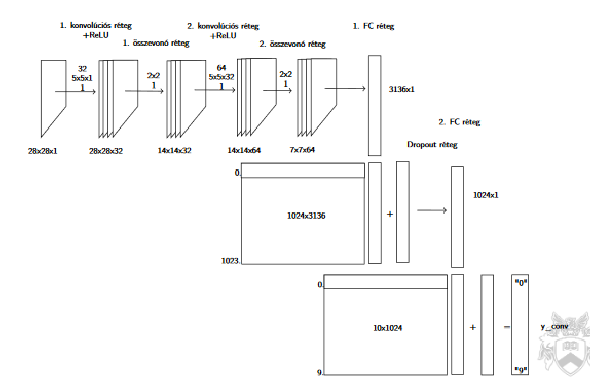 1. konvolúciós réteg
+ReLU
1. összevonó réteg
2. konvolúciós réteg
+ReLU
2. összevonó réteg
1. FC réteg
32
5x5x1
1
2x2
1
64
5x5x32
1
2x2
1
3136x1
28x28x1
28x28x32
14x14x32
14x14x64
7x7x64
2. FC réteg
Dropout réteg
0.
1024x3136
+
1024x1
1023.
0.
"0"
10x1024
+
=
y_conv
9.
"9"